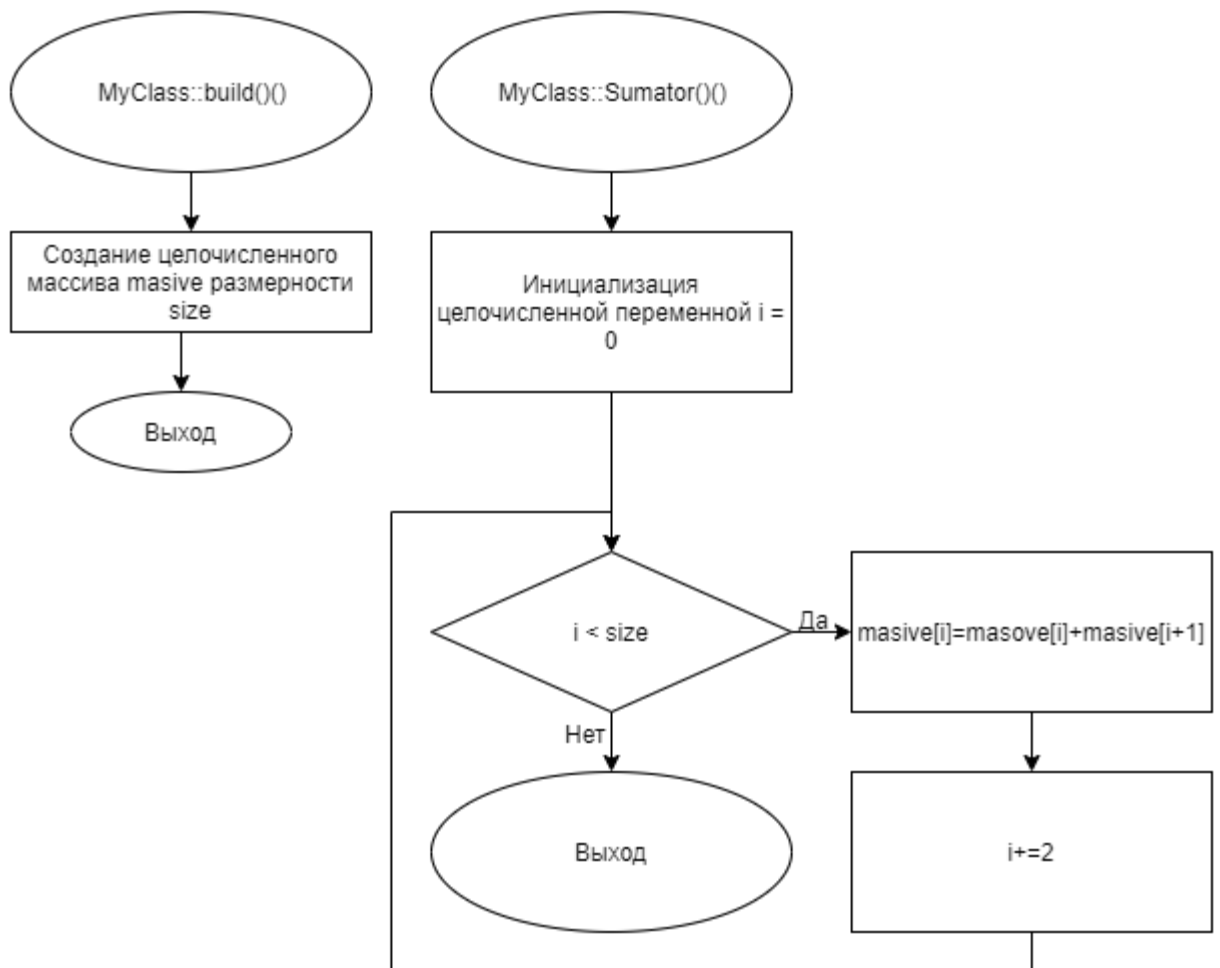 MyClass::build()()
Создание целочисленного
массива masive размерности
size
Выход
MyClass::Sumator()()
Инициализация
целочисленной переменной i =
0
i < size
Да
masive[i]=masove[i]+masive[i+1]
i+=2
Нет
Выход